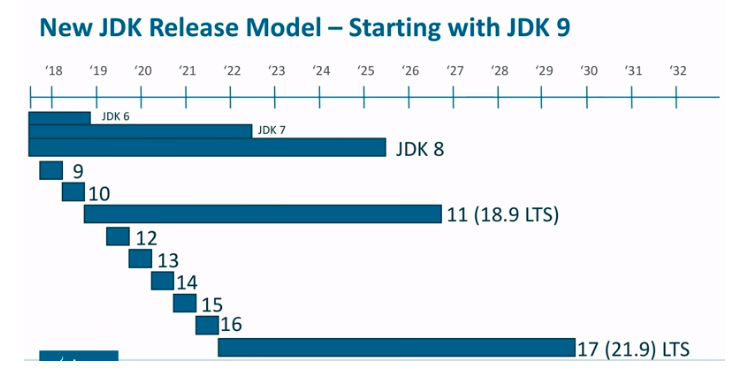 New JDK Release Model – Starting with JDK 9
‘18 ‘19 ‘20 ‘21 ‘22 ‘23 ‘24 ‘25 ‘26 ‘27 ‘28 ‘29 ‘30 ‘31 ‘32
JDK 6
JDK 7
JDK 8
9
10
11 (18.9 LTS)
12
13
14
15
16
17 (21.9) LTS